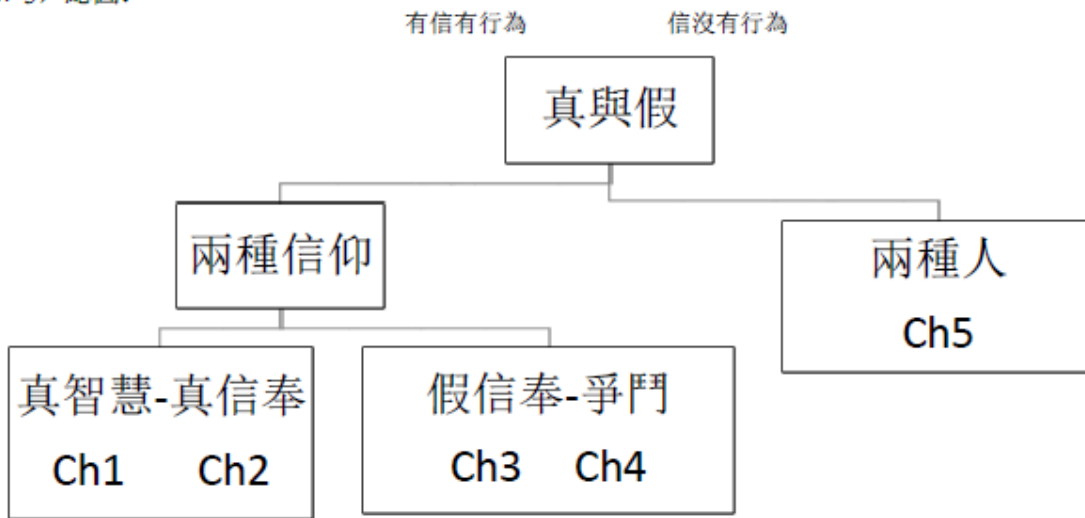 有信有行為 信沒有行為
真與假
兩種信仰
兩種人
Ch5
真智慧-真信奉
Ch1 Ch2
假信奉-爭鬥
Ch3 Ch4